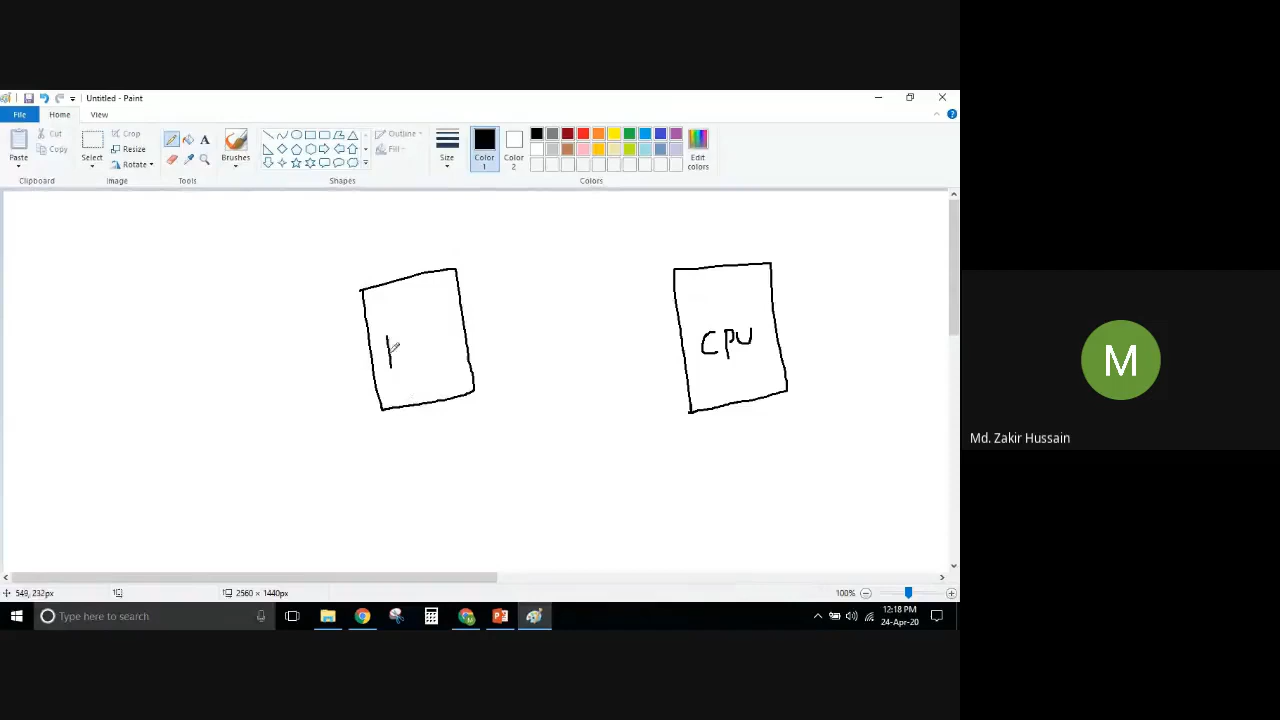 Untitled - Paint
File Home View
Cut
Copy
Paste
Clipboard
Select
Crop
Resize
Rotate
Image
Tools
Brushes
Outline
Fill
Shapes
Size
Color 1
Color 2
Edit colors
Colors
CPU
M
Md. Zakir Hussain
549, 232px
2560 × 1440px
100%
Type here to search
12:18 PM
24-Apr-20